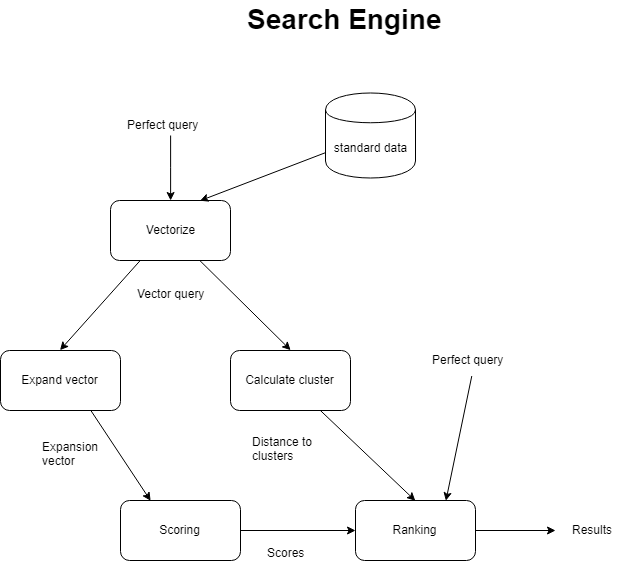 Search Engine
Perfect query
standard data
Vectorize
Vector query
Expand vector
Calculate cluster
Perfect query
Expansion
vector
Distance to
clusters
Scoring
Ranking
Results
Scores